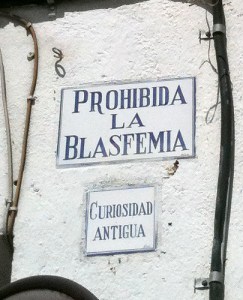 PROHIBIDA
LA
BLASFEMIA
CURIOSIDAD
ANTIGUA